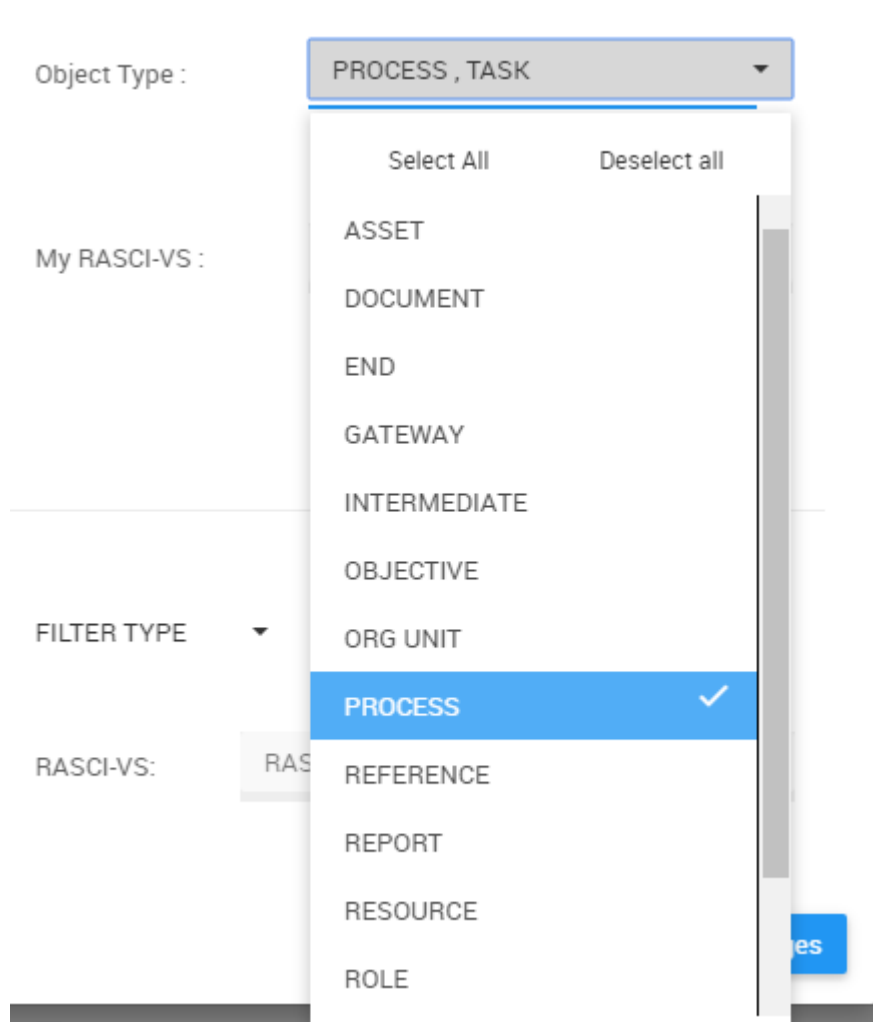 Object Type :
PROCESS , TASK
Select All
Deselect all
ASSET
My RASCI-VS :
DOCUMENT
END
GATEWAY
INTERMEDIATE
OBJECTIVE
FILTER TYPE
ORG UNIT
PROCESS
RASCI-VS:
RAS
REFERENCE
REPORT
RESOURCE
ges
ROLE